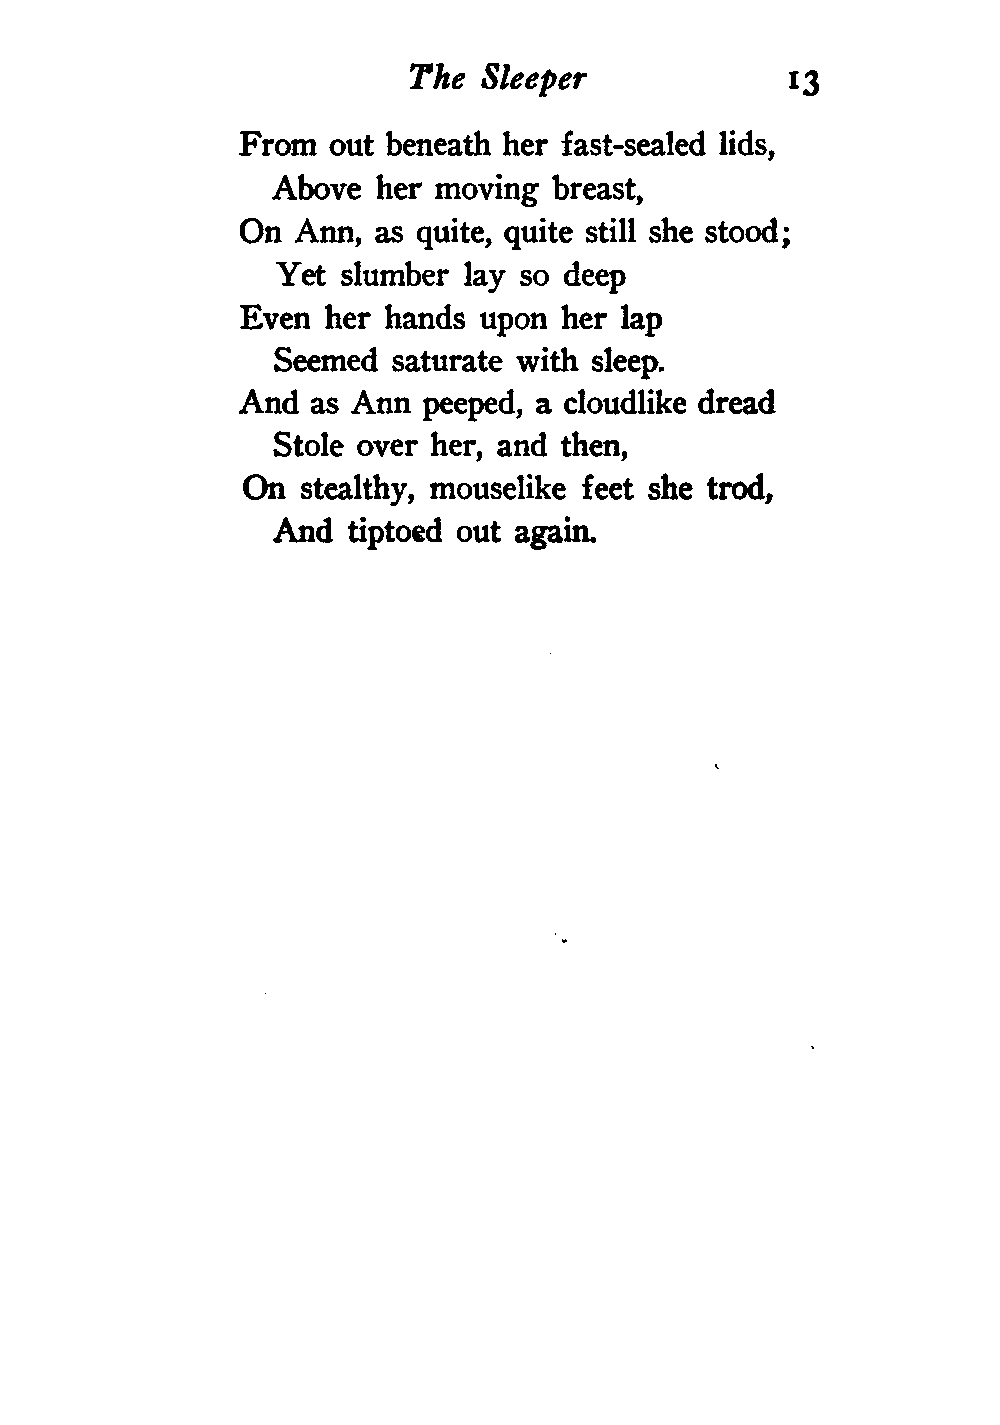 The Sleeper 13
From out beneath her fast-sealed lids,
Above her moving breast,
On Ann, as quite, quite still she stood;
Yet slumber lay so deep
Even her hands upon her lap
Seemed saturate with sleep.
And as Ann peeped, a cloudlike dread
Stole over her, and then,
On stealthy, mouselike feet she trod,
And tiptoed out again.